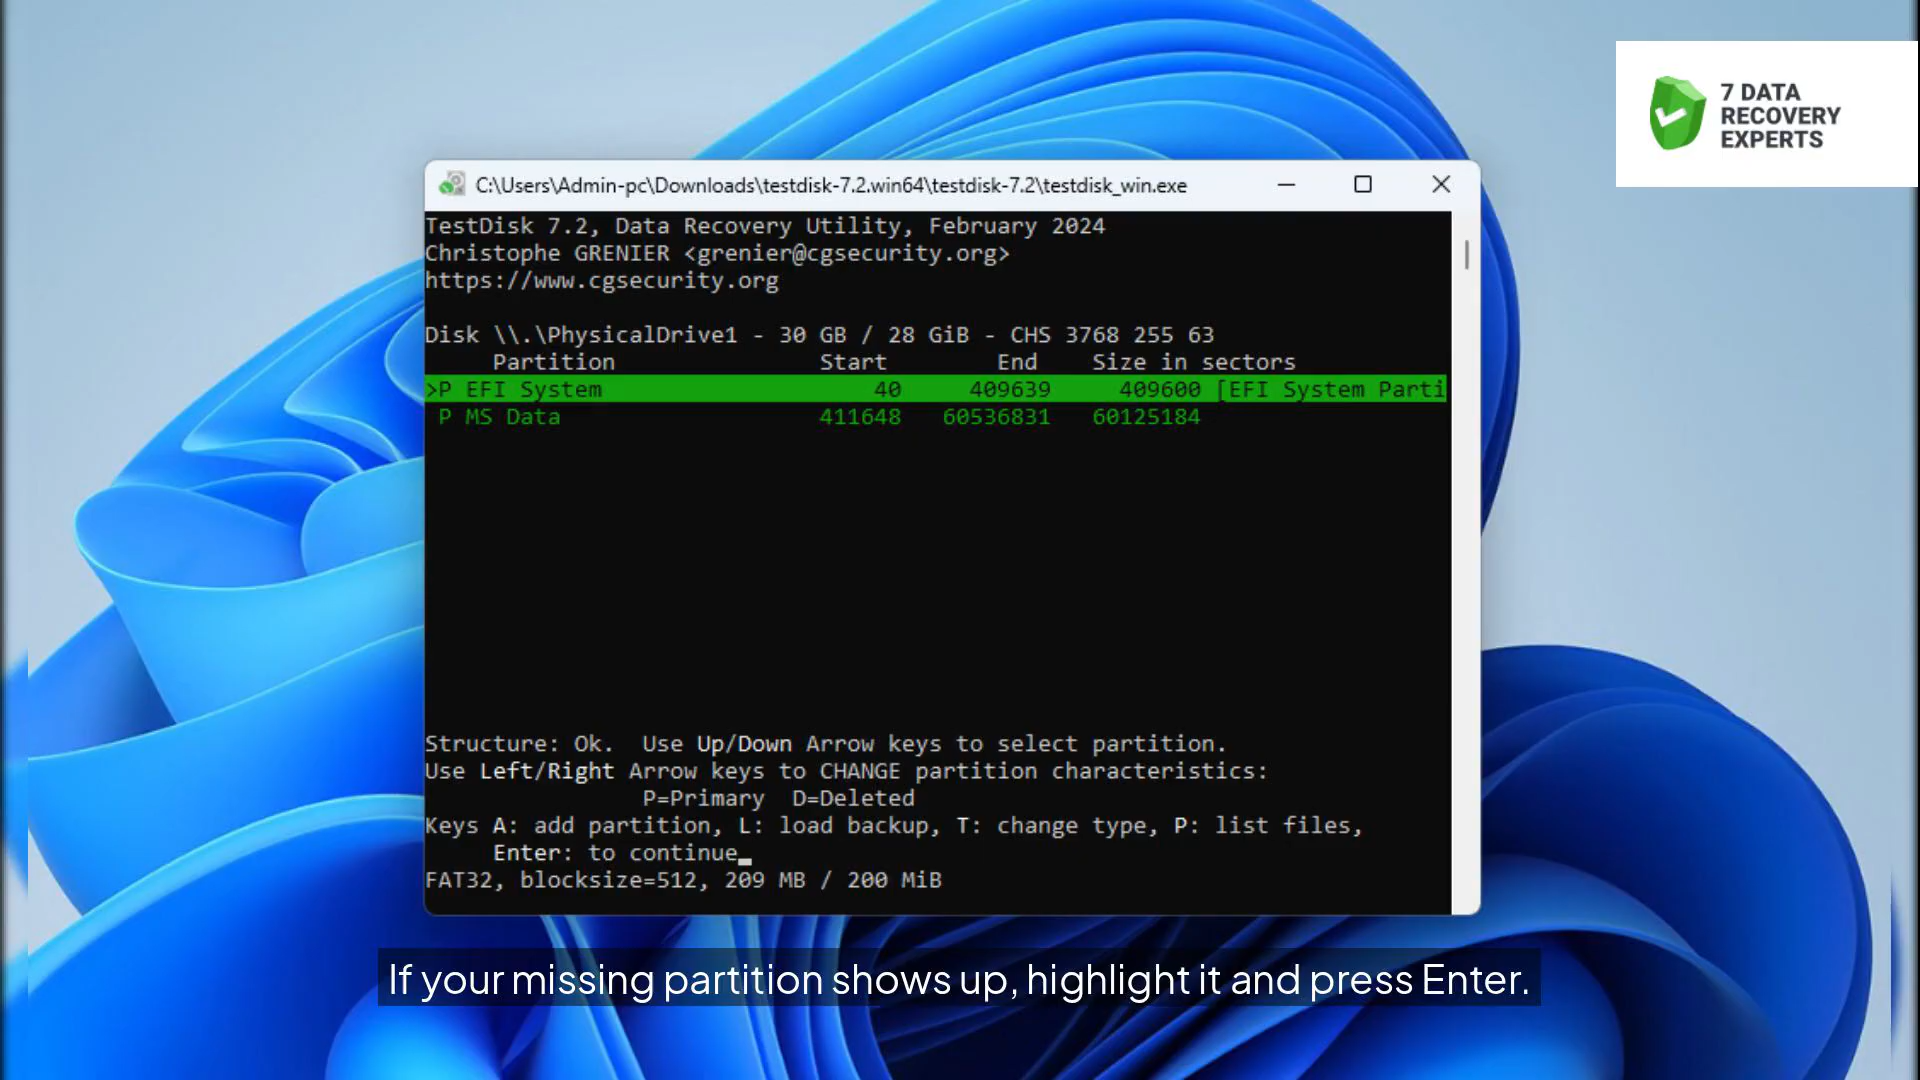 7 DATA
RECOVERY
EXPERTS
C:\Users\Admin-pc\Downloads\testdisk-7.2.win64\testdisk-7.2\testdisk_win.exe
TestDisk 7.2, Data Recovery Utility, February 2024
Christophe GRENIER <grenier@cgsecurity.org>
https://www.cgsecurity.org
Disk \\.\PhysicalDrive1 - 30 GB / 28 GiB - CHS 3768 255 63
Partition Start End Size in sectors
>P EFI System 40 409639 409600 [EFI System Parti
P MS Data 411648 60536831 60125184
Structure: Ok. Use Up/Down Arrow keys to select partition.
Use Left/Right Arrow keys to CHANGE partition characteristics:
P=Primary D=Deleted
Keys A: add partition, L: load backup, T: change type, P: list files,
Enter: to continue_
FAT32, blocksize=512, 209 MB / 200 MiB
If your missing partition shows up, highlight it and press Enter.